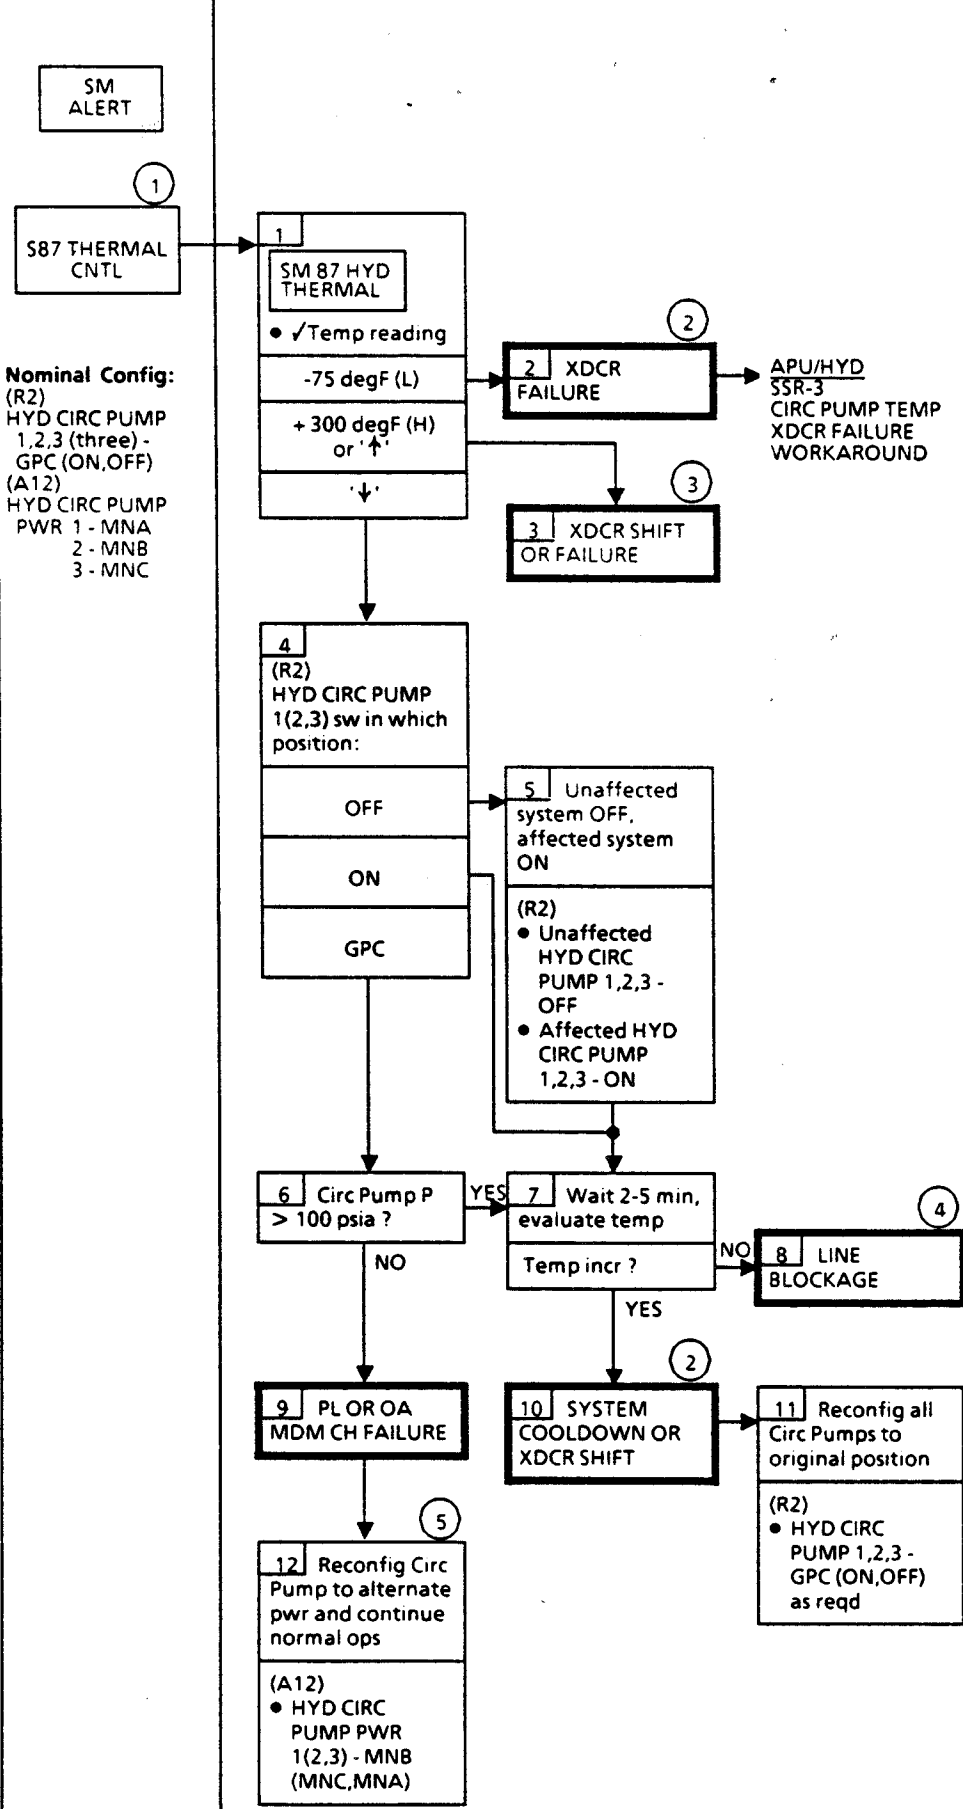 SM
ALERT
1
S87 THERMAL
CNTL
Nominal Config:
(R2)
HYD CIRC PUMP
1,2,3 (three) -
GPC (ON,OFF)
(A12)
HYD CIRC PUMP
PWR 1 - MNA
2 - MNB
3 - MNC
1
SM 87 HYD
THERMAL
• ✓Temp reading
-75 degF (L)
+ 300 degF (H)
or '↑'
'↓'
2
2 XDCR
FAILURE
APU/HYD
SSR-3
CIRC PUMP TEMP
XDCR FAILURE
WORKAROUND
3
3 XDCR SHIFT
OR FAILURE
4
(R2)
HYD CIRC PUMP
1(2,3) sw in which
position:
OFF
ON
GPC
5 Unaffected
system OFF,
affected system
ON
(R2)
• Unaffected
HYD CIRC
PUMP 1,2,3 -
OFF
• Affected HYD
CIRC PUMP
1,2,3 - ON
6 Circ Pump P
> 100 psia ?
YES
NO
7 Wait 2-5 min,
evaluate temp
Temp incr ?
NO
YES
4
8 LINE
BLOCKAGE
9 PL OR OA
MDM CH FAILURE
2
10 SYSTEM
COOLDOWN OR
XDCR SHIFT
11 Reconfig all
Circ Pumps to
original position
(R2)
• HYD CIRC
PUMP 1,2,3 -
GPC (ON,OFF)
as reqd
5
12 Reconfig Circ
Pump to alternate
pwr and continue
normal ops
(A12)
• HYD CIRC
PUMP PWR
1(2,3) - MNB
(MNC,MNA)